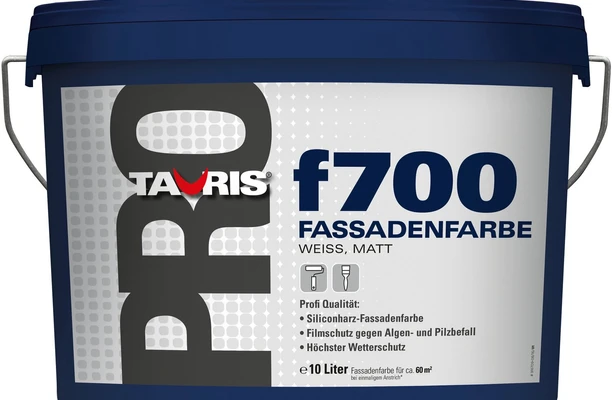 PRO
TAURIS®
f700
FASSADENFARBE
WEISS, MATT
Profi Qualität:
• Siliconharz-Fassadenfarbe
• Filmschutz gegen Algen- und Pilzbefall
• Höchster Wetterschutz
℮ 10 Liter Fassadenfarbe für ca. 60 m²
bei einmaligem Anstrich*